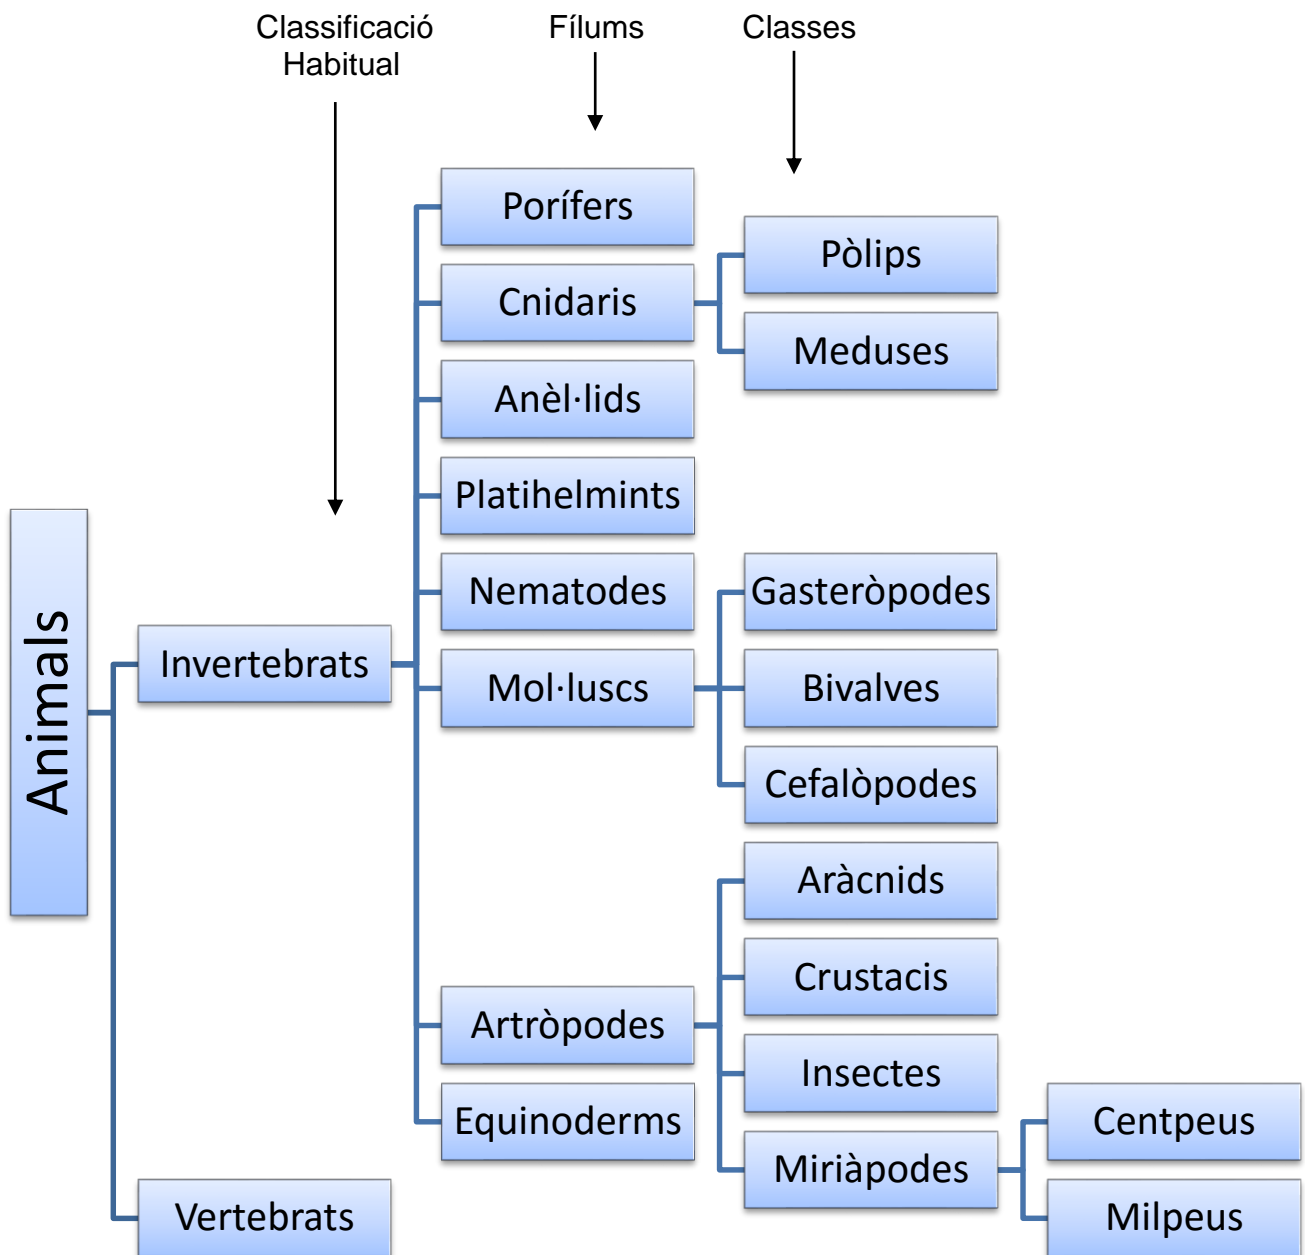 Classificació
Habitual
Fílums
Classes
Animals
Invertebrats
Vertebrats
Porífers
Cnidaris
Anèl·lids
Platihelmints
Nematodes
Mol·luscs
Artròpodes
Equinoderms
Pòlips
Meduses
Gasteròpodes
Bivalves
Cefalòpodes
Aràcnids
Crustacis
Insectes
Miriàpodes
Centpeus
Milpeus